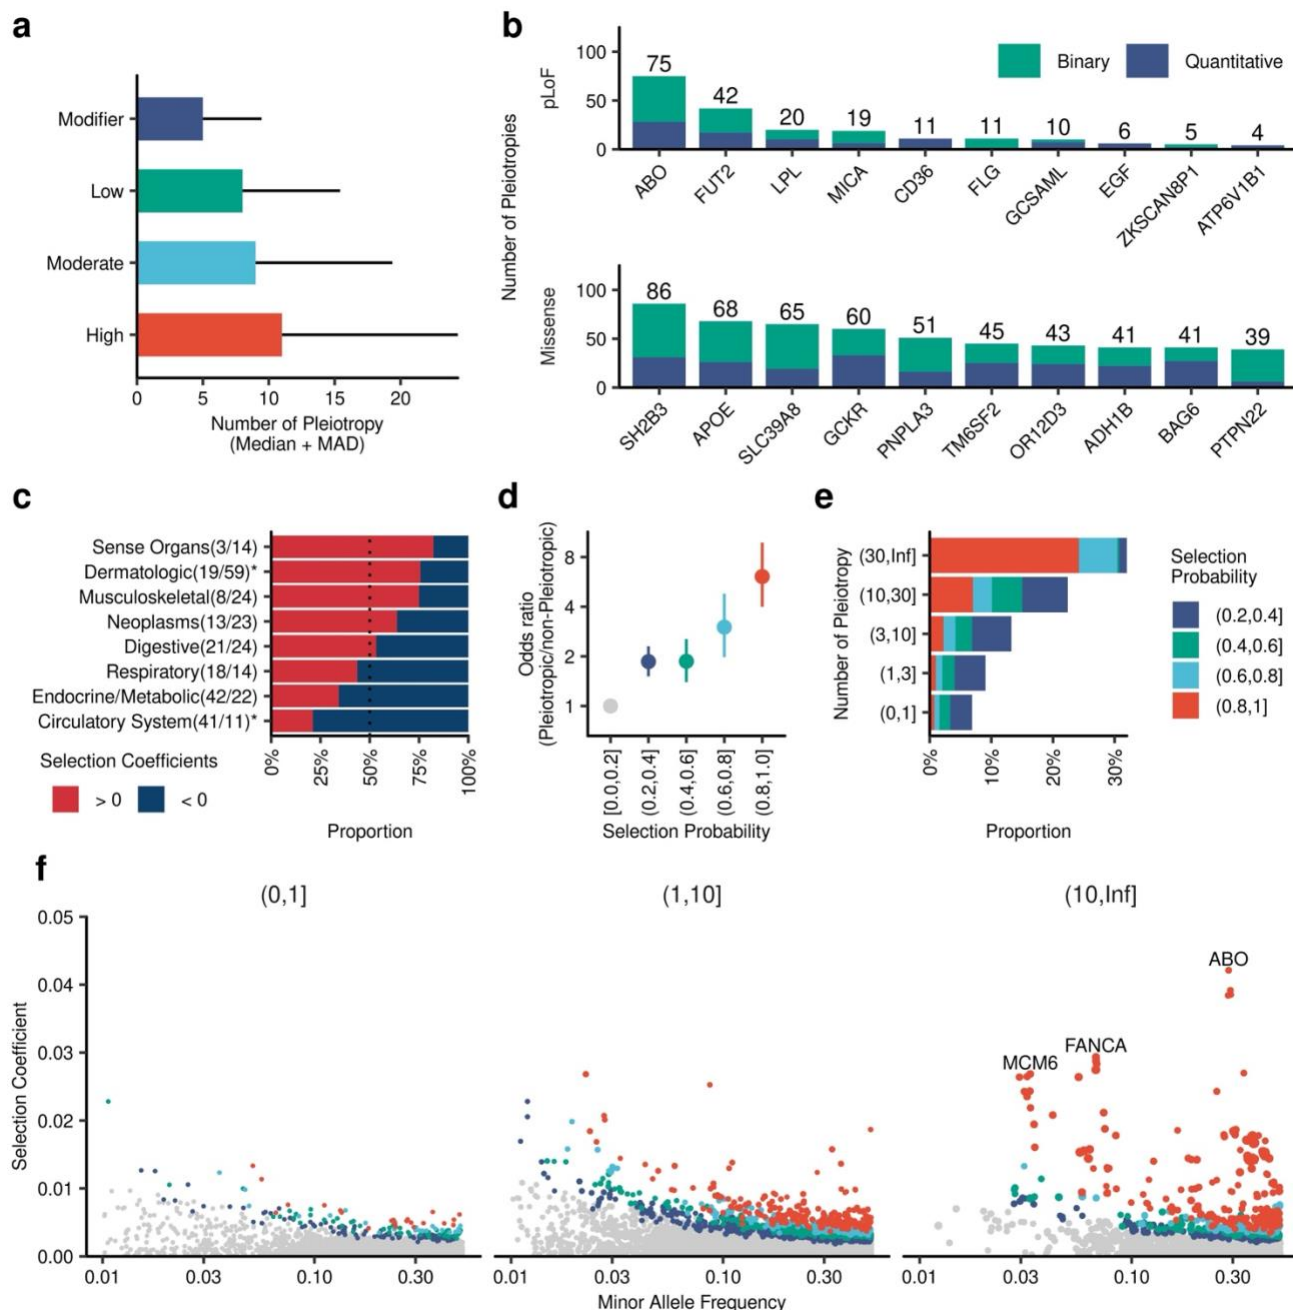 a
Modifier
Low
Moderate
High
0 5 10 15 20
Number of Pleiotropy
(Median + MAD)
b
Binary Quantitative
Number of Pleiotropies
pLoF
100
50
0
75 42 20 19 11 11 10 6 5 4
ABO FUT2 LPL MICA CD36 FLG GCSAML EGF ZKSCAN8P1 ATP6V1B1
Missense
100
50
0
86 68 65 60 51 45 43 41 41 39
SH2B3 APOE SLC39A8 GCKR PNPLA3 TM6SF2 OR12D3 ADH1B BAG6 PTPN22
c
Sense Organs(3/14)
Dermatologic(19/59)*
Musculoskeletal(8/24)
Neoplasms(13/23)
Digestive(21/24)
Respiratory(18/14)
Endocrine/Metabolic(42/22)
Circulatory System(41/11)*
0% 25% 50% 75% 100%
Selection Coefficients
> 0 < 0
Proportion
d
Odds ratio
(Pleiotropic/non-Pleiotropic)
8
4
2
1
[0.0,0.2] (0.2,0.4] (0.4,0.6] (0.6,0.8] (0.8,1.0]
Selection Probability
e
Number of Pleiotropy
(30,Inf]
(10,30]
(3,10]
(1,3]
(0,1]
0% 10% 20% 30%
Proportion
Selection
Probability
(0.2,0.4]
(0.4,0.6]
(0.6,0.8]
(0.8,1]
f
(0,1] (1,10] (10,Inf]
Selection Coefficient
0.05
0.04
0.03
0.02
0.01
0.00
ABO
FANCA
MCM6
0.01 0.03 0.10 0.30 0.01 0.03 0.10 0.30 0.01 0.03 0.10 0.30
Minor Allele Frequency